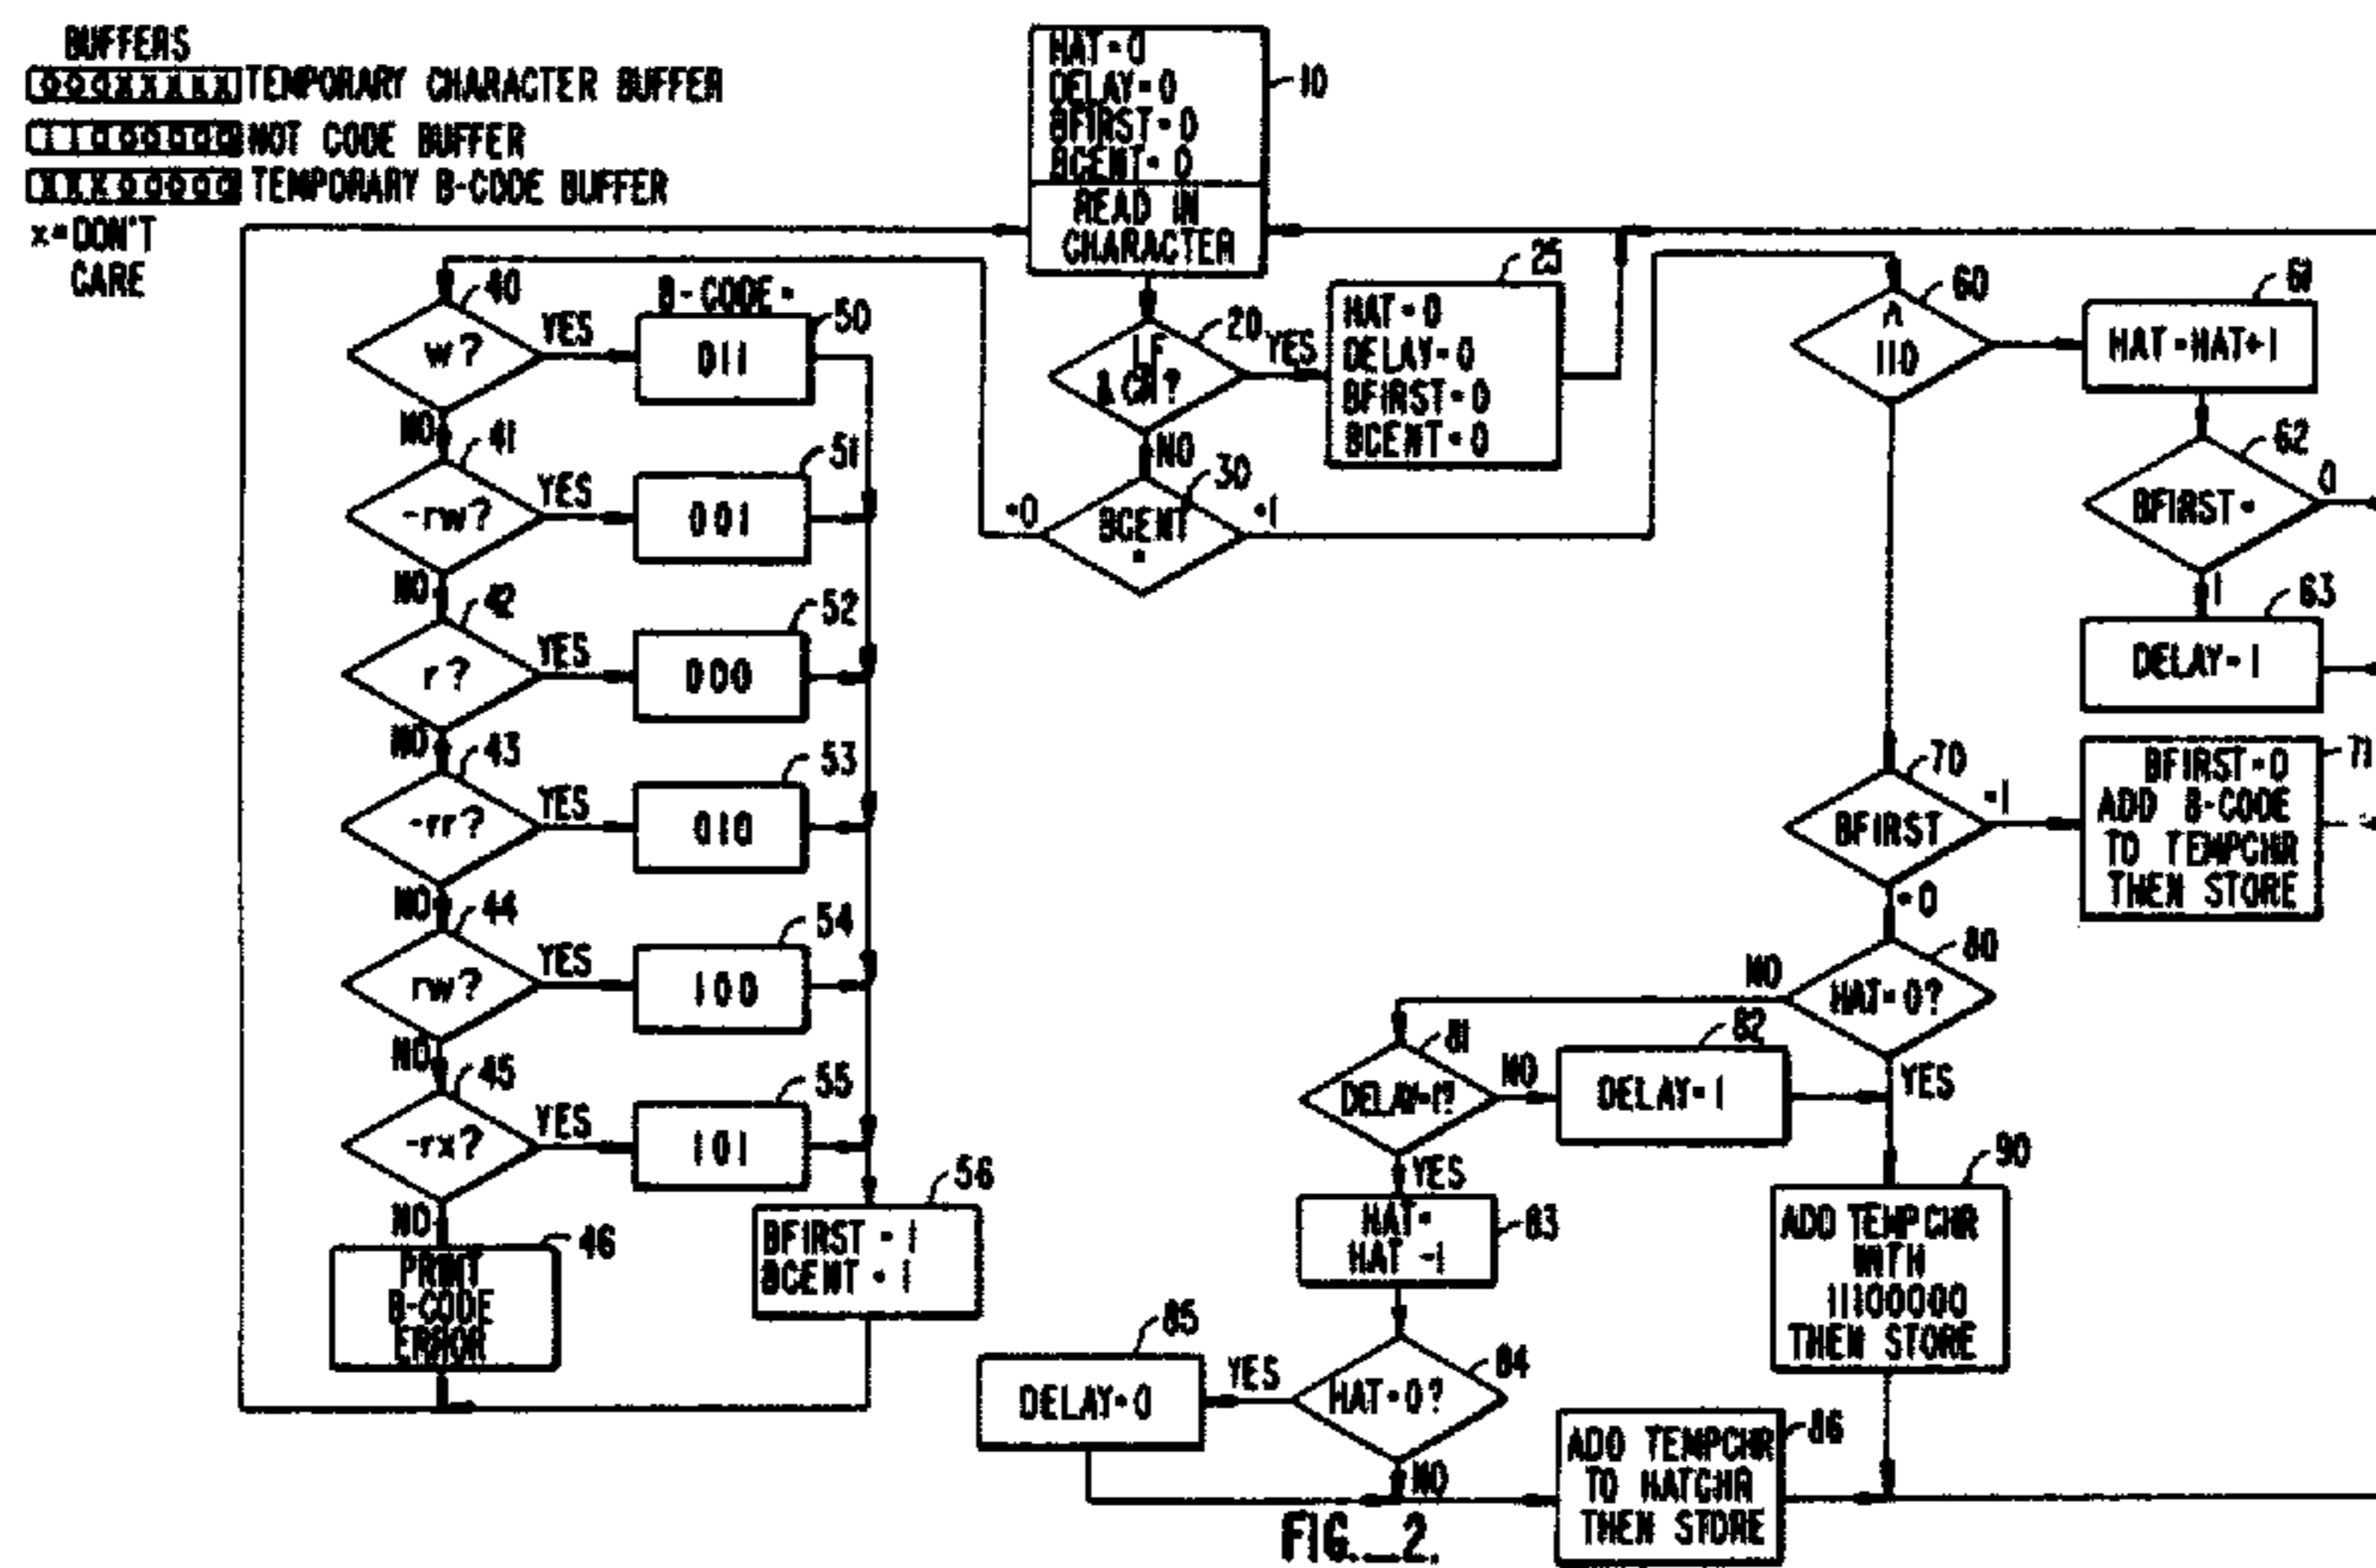 BUFFERS
000XXXXX TEMPORARY CHARACTER BUFFER
11000000 NOT CODE BUFFER
XXX00000 TEMPORARY B-CODE BUFFER
x=DON'T
CARE
HAT=0
DELAY=0
BFIRST=0
BCENT=0
10
READ IN
CHARACTER
20
YES
NO
25
HAT=0
DELAY=0
BFIRST=0
BCENT=0
30
BCENT
=
=0
=1
40
w?
YES
NO
B-CODE=
50
011
41
-rw?
YES
NO
51
001
42
r?
YES
NO
52
000
43
-rr?
YES
NO
53
010
44
rw?
YES
NO
54
100
45
-rx?
YES
NO
55
101
46
PRINT
B-CODE
ERROR
56
BFIRST=1
BCENT=1
60
^
110
61
HAT=HAT+1
62
BFIRST=
0
1
63
DELAY=1
70
BFIRST
=1
=0
71
BFIRST=0
ADD B-CODE
TO TEMPCHR
THEN STORE
80
HAT=0?
NO
YES
81
DELAY=1?
NO
YES
82
DELAY=1
83
HAT=
HAT-1
84
HAT=0?
YES
NO
85
DELAY=0
86
ADD TEMPCHR
TO HATCHR
THEN STORE
90
ADD TEMPCHR
WITH
11100000
THEN STORE
FIG._2.